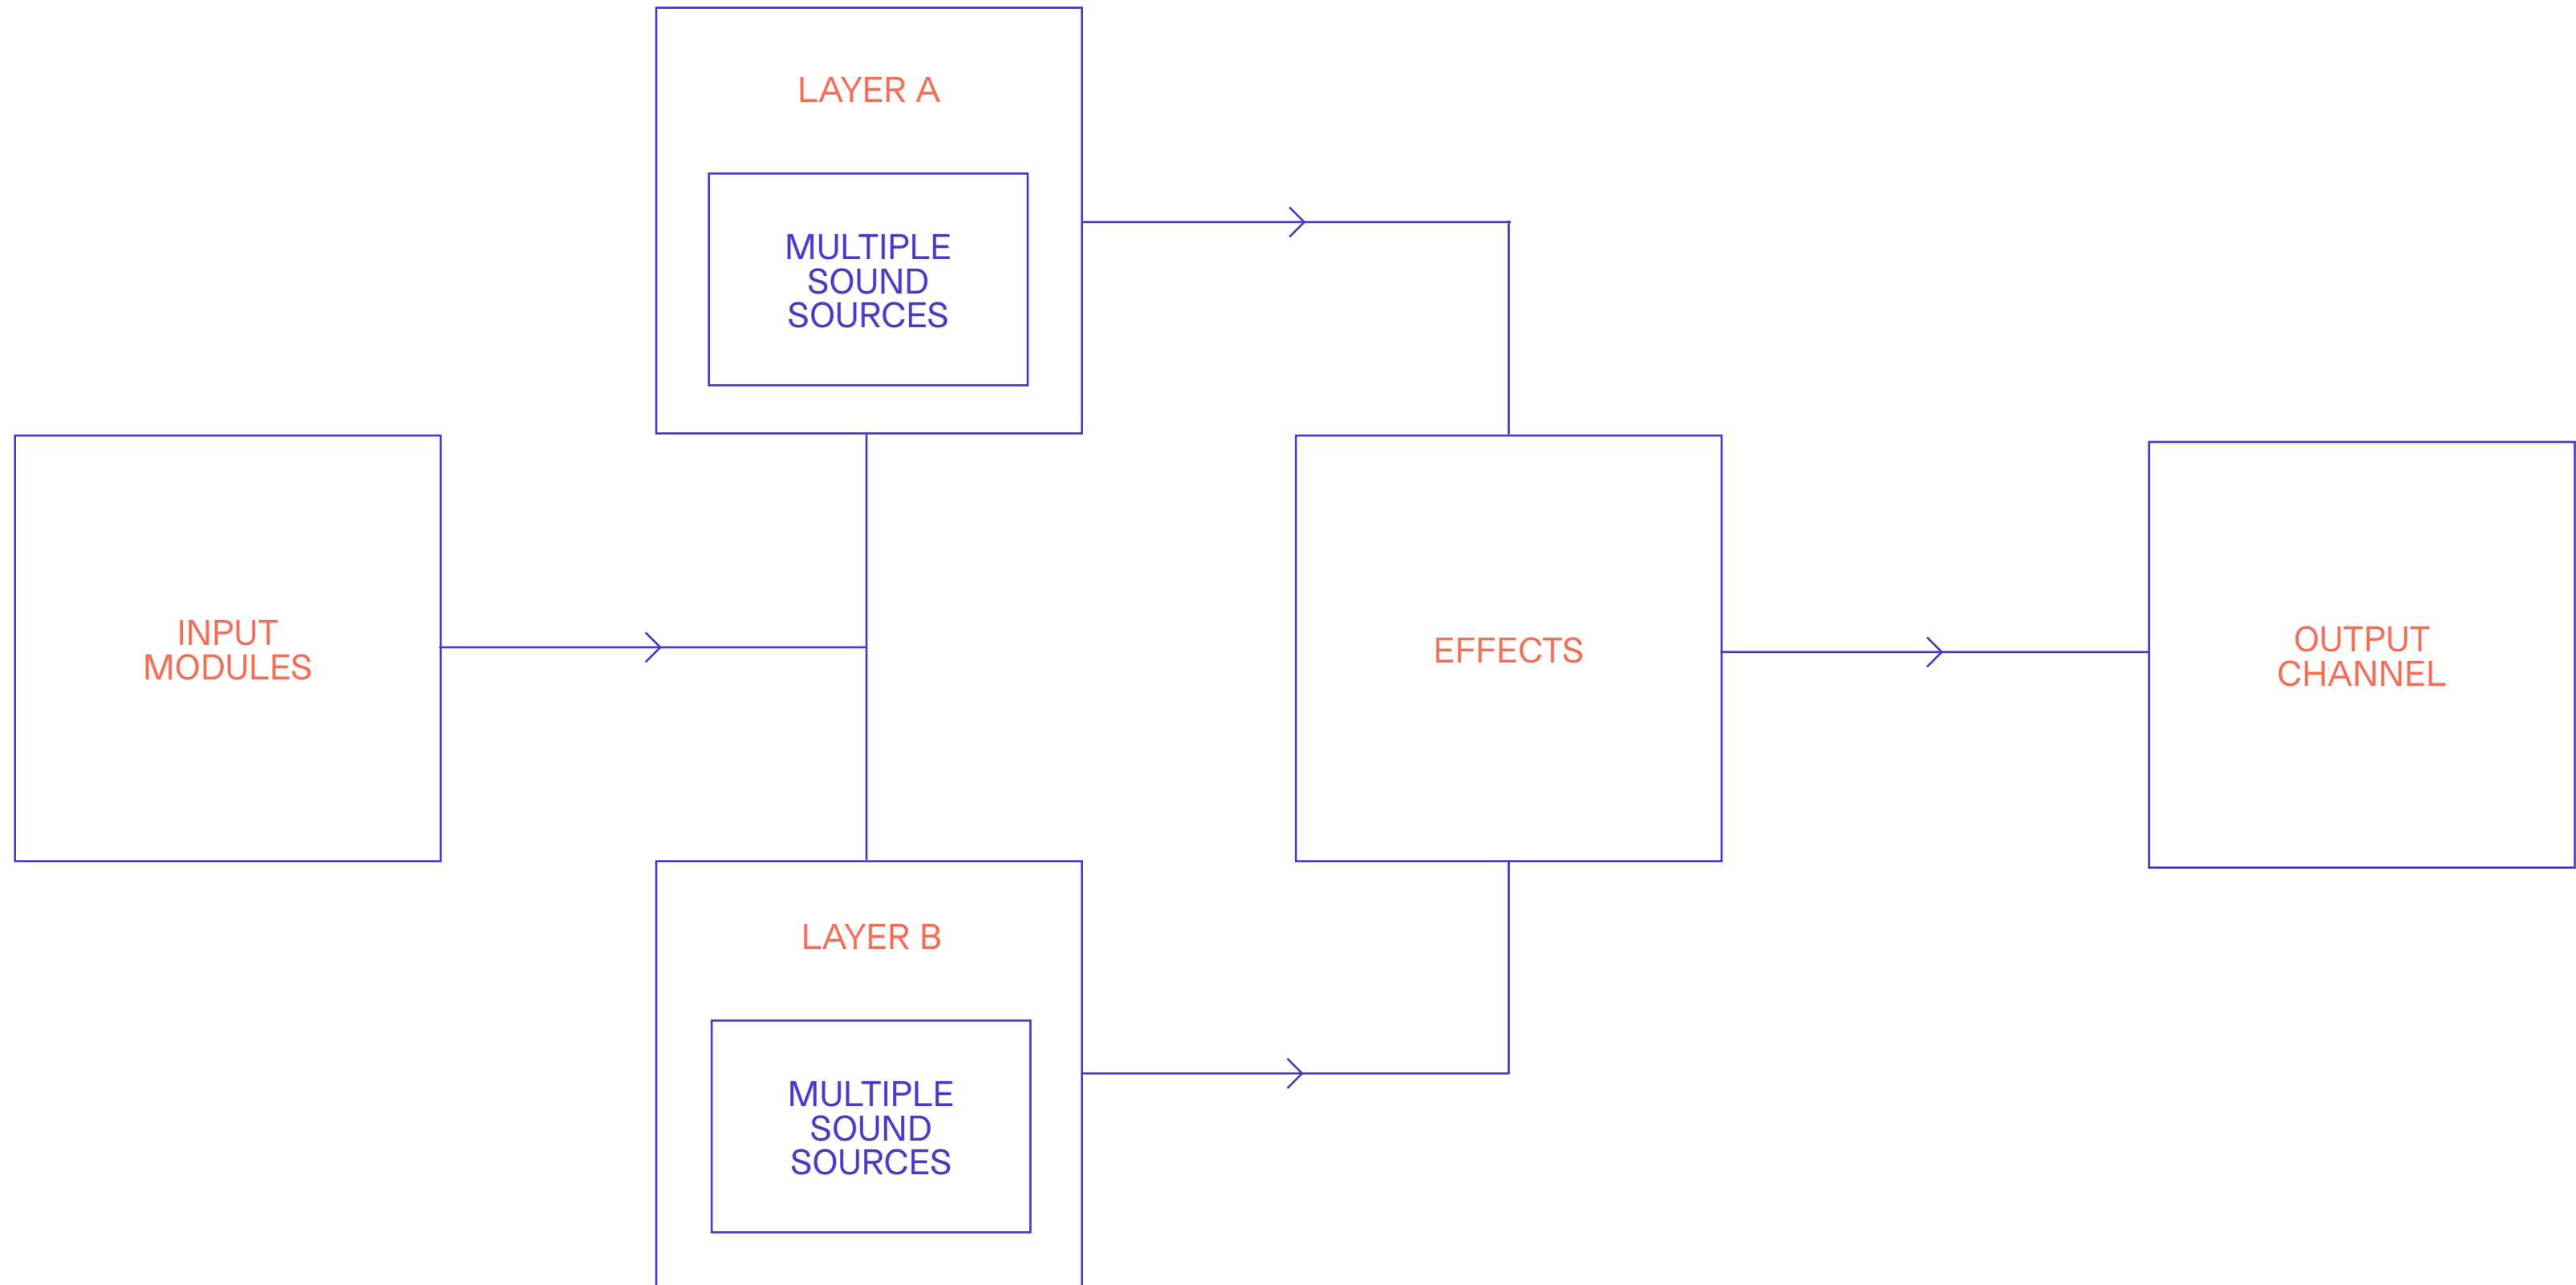 LAYER A
MULTIPLE
SOUND
SOURCES
INPUT
MODULES
EFFECTS
OUTPUT
CHANNEL
LAYER B
MULTIPLE
SOUND
SOURCES